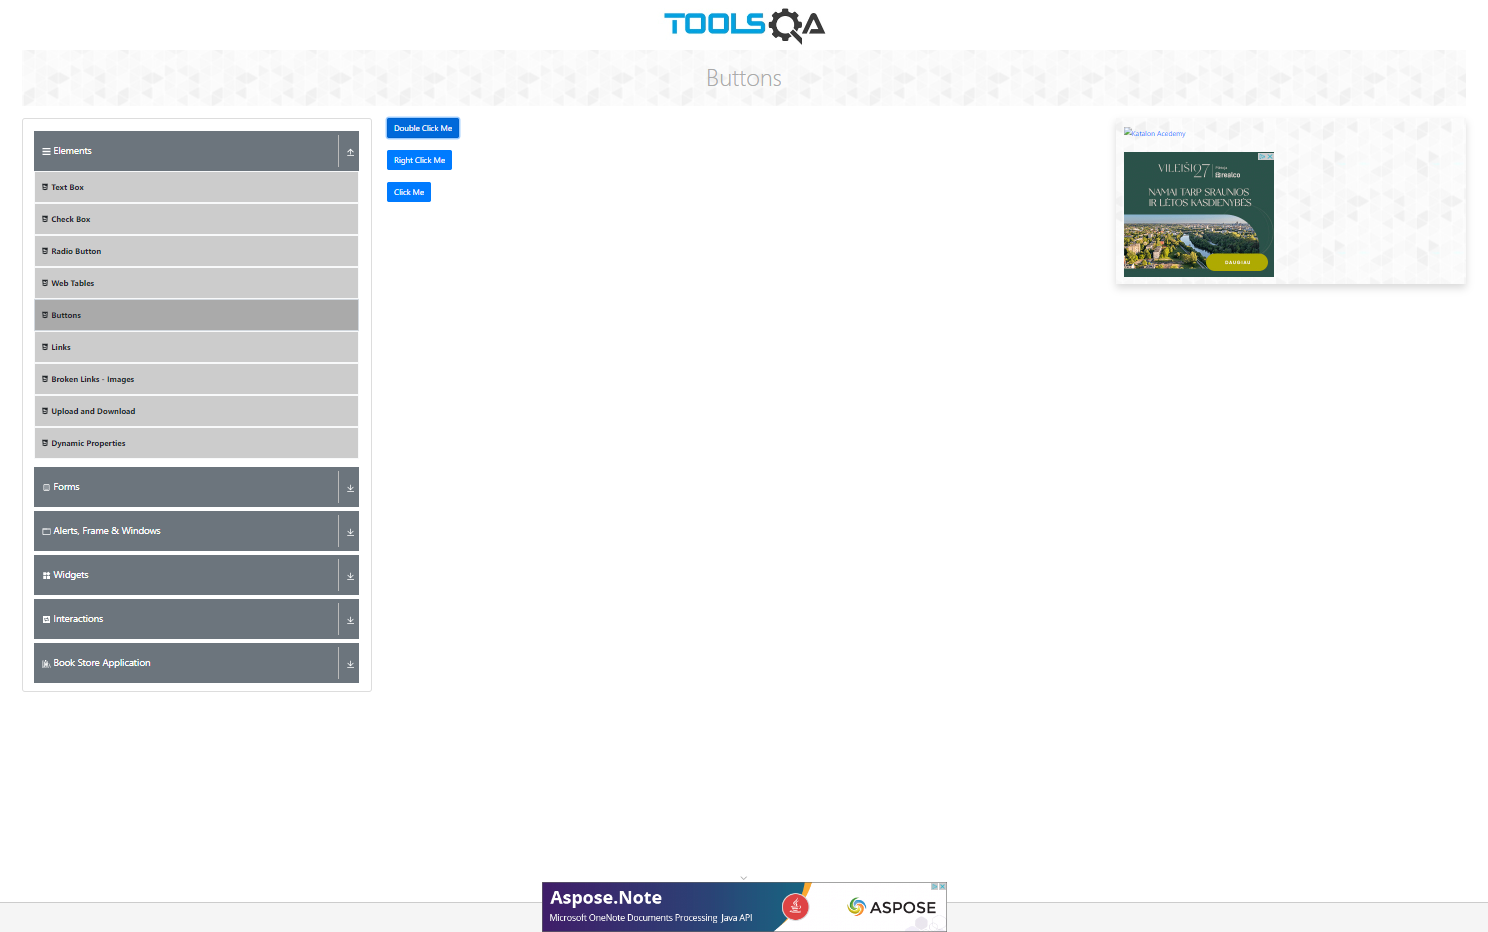 TOOLSQA
Buttons
Elements
Text Box
Check Box
Radio Button
Web Tables
Buttons
Links
Broken Links - Images
Upload and Download
Dynamic Properties
Forms
Alerts, Frame & Windows
Widgets
Interactions
Book Store Application
Double Click Me
Right Click Me
Click Me
Katalon Acedemy
VILEIŠIO 27
Brealco
NAMAI TARP SRAUNIOS
IR LĖTOS KASDIENYBĖS
DAUGIAU
Aspose.Note
Microsoft OneNote Documents Processing Java API
ASPOSE